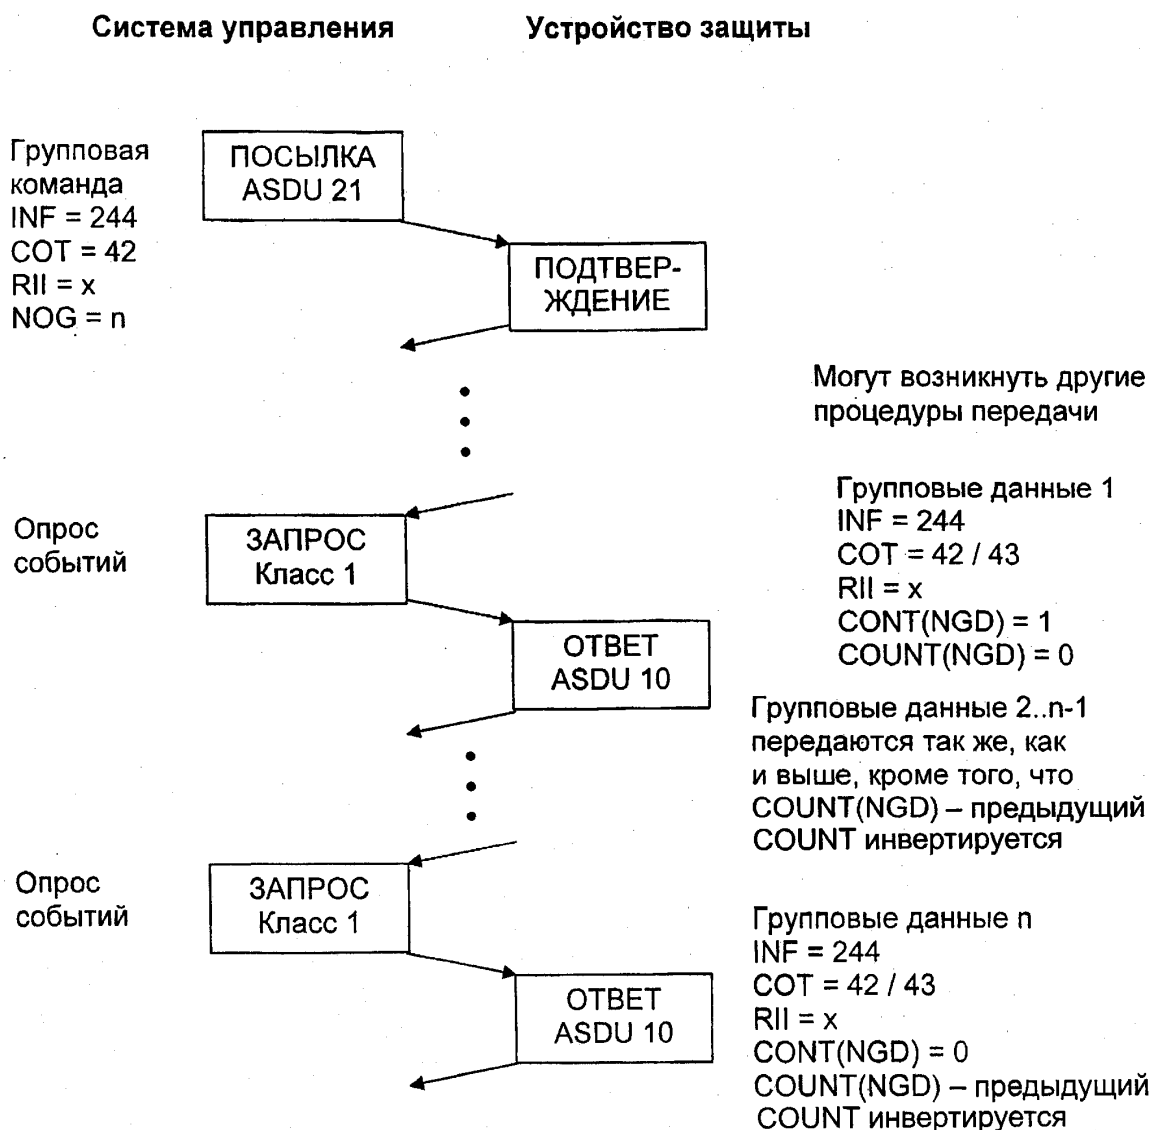 Система управления
Устройство защиты
Групповая
команда
INF = 244
COT = 42
RII = x
NOG = n
ПОСЫЛКА
ASDU 21
ПОДТВЕР-
ЖДЕНИЕ
Могут возникнуть другие
процедуры передачи
Опрос
событий
ЗАПРОС
Класс 1
Групповые данные 1
INF = 244
COT = 42 / 43
RII = x
CONT(NGD) = 1
COUNT(NGD) = 0
ОТВЕТ
ASDU 10
Групповые данные 2..n-1
передаются так же, как
и выше, кроме того, что
COUNT(NGD) – предыдущий
COUNT инвертируется
Опрос
событий
ЗАПРОС
Класс 1
Групповые данные n
INF = 244
COT = 42 / 43
RII = x
CONT(NGD) = 0
COUNT(NGD) – предыдущий
COUNT инвертируется
ОТВЕТ
ASDU 10